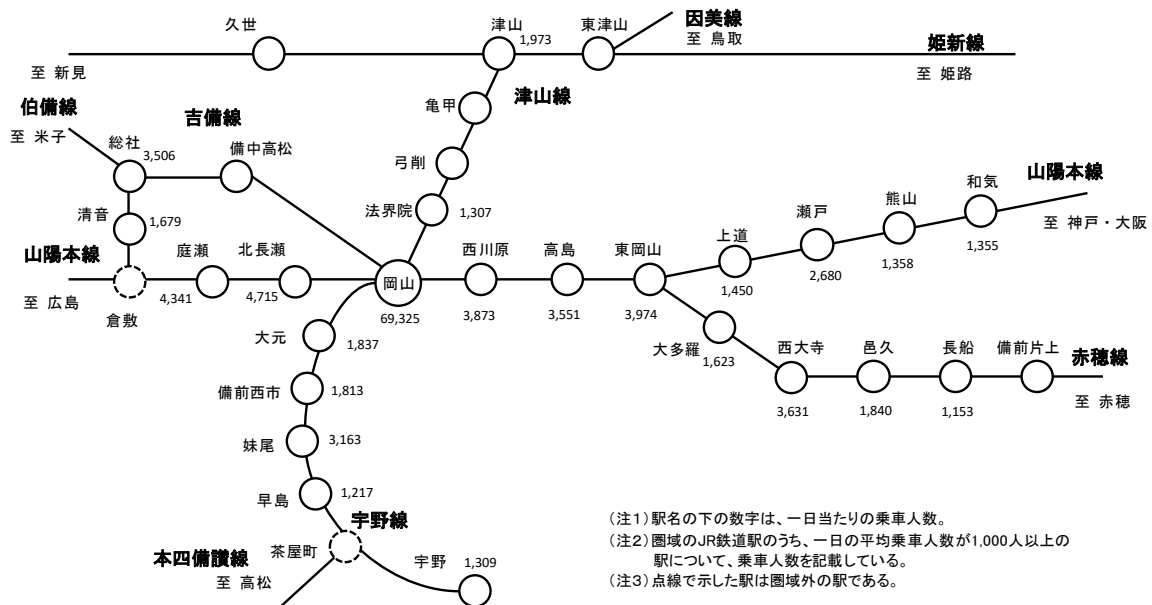 久世
津山
1,973
東津山
因美線
至 鳥取
姫新線
至 新見
至 姫路
伯備線
至 米子
吉備線
津山線
亀甲
総社
3,506
備中高松
弓削
清音
1,679
法界院
1,307
山陽本線
至 広島
倉敷
庭瀬
4,341
北長瀬
4,715
岡山
69,325
西川原
3,873
高島
3,551
東岡山
3,974
上道
1,450
瀬戸
2,680
熊山
1,358
和気
1,355
山陽本線
至 神戸・大阪
大多羅
1,623
西大寺
3,631
邑久
1,840
長船
1,153
備前片上
赤穂線
至 赤穂
大元
1,837
備前西市
1,813
妹尾
3,163
早島
1,217
宇野線
茶屋町
本四備讃線
至 高松
宇野
1,309
(注1)駅名の下の数字は、一日当たりの乗車人数。
(注2)圏域のJR鉄道駅のうち、一日の平均乗車人数が1,000人以上の
駅について、乗車人数を記載している。
(注3)点線で示した駅は圏域外の駅である。